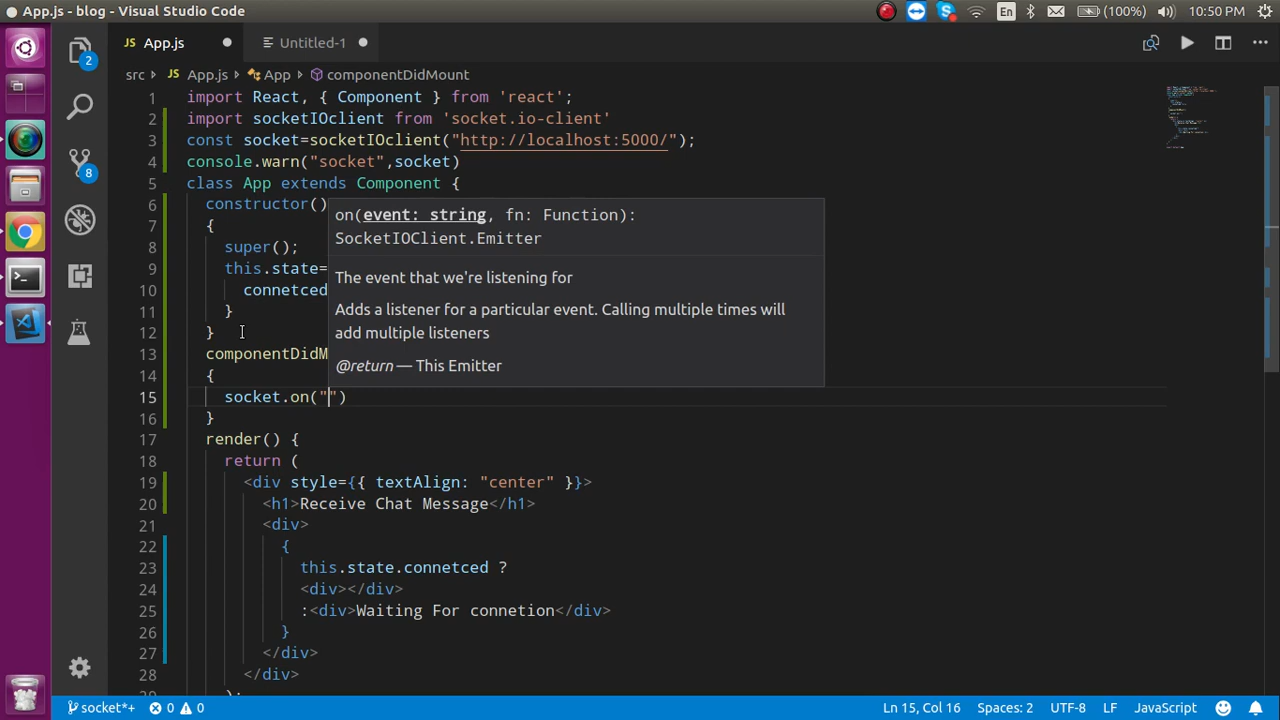 App.js - blog - Visual Studio Code
En
(100%)
10:50 PM
2
8
App.js
Untitled-1
src
App.js
App
componentDidMount
1 import React, { Component } from 'react';
2 import socketIOclient from 'socket.io-client'
3 const socket=socketIOclient("http://localhost:5000/");
4 console.warn("socket",socket)
5 class App extends Component {
6 constructor()
7 {
8 super();
9 this.state=
10 connetced
11 }
12 }
13 componentDidM
14 {
15 socket.on("")
16 }
17 render() {
18 return (
19 <div style={{ textAlign: "center" }}>
20 <h1>Receive Chat Message</h1>
21 <div>
22 {
23 this.state.connetced ?
24 <div></div>
25 :<div>Waiting For connetion</div>
26 }
27 </div>
28 </div>
29 );
on(event: string, fn: Function):
SocketIOClient.Emitter
The event that we're listening for
Adds a listener for a particular event. Calling multiple times will
add multiple listeners
@return — This Emitter
socket*+
0
0
Ln 15, Col 16
Spaces: 2
UTF-8
LF
JavaScript